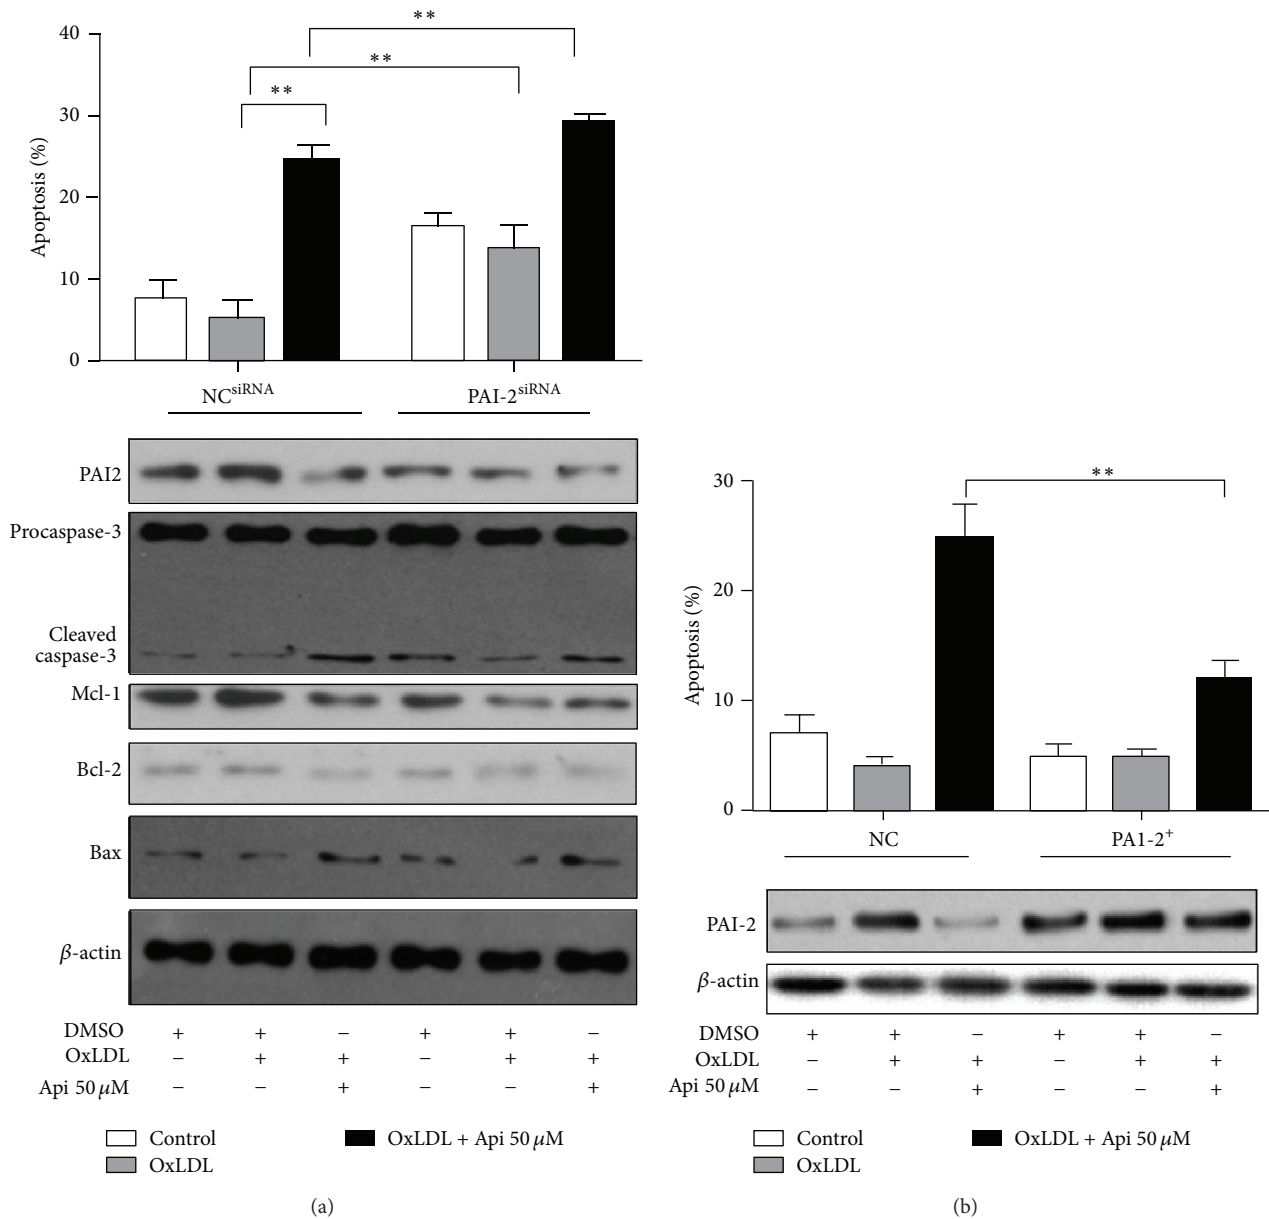 **
**
**
40
30
20
10
0
Apoptosis (%)
NC^siRNA
PAI-2^siRNA
PAI2
Procaspase-3
Cleaved
caspase-3
Mcl-1
Bcl-2
Bax
β-actin
DMSO + + − + + −
OxLDL − + + − + +
Api 50 μM − − + − − +
Control
OxLDL
OxLDL + Api 50 μM
(a)
**
30
20
10
0
Apoptosis (%)
NC
PA1-2^+
PAI-2
β-actin
DMSO + + − + + −
OxLDL − + + − + +
Api 50 μM − − + − − +
Control
OxLDL
OxLDL + Api 50 μM
(b)